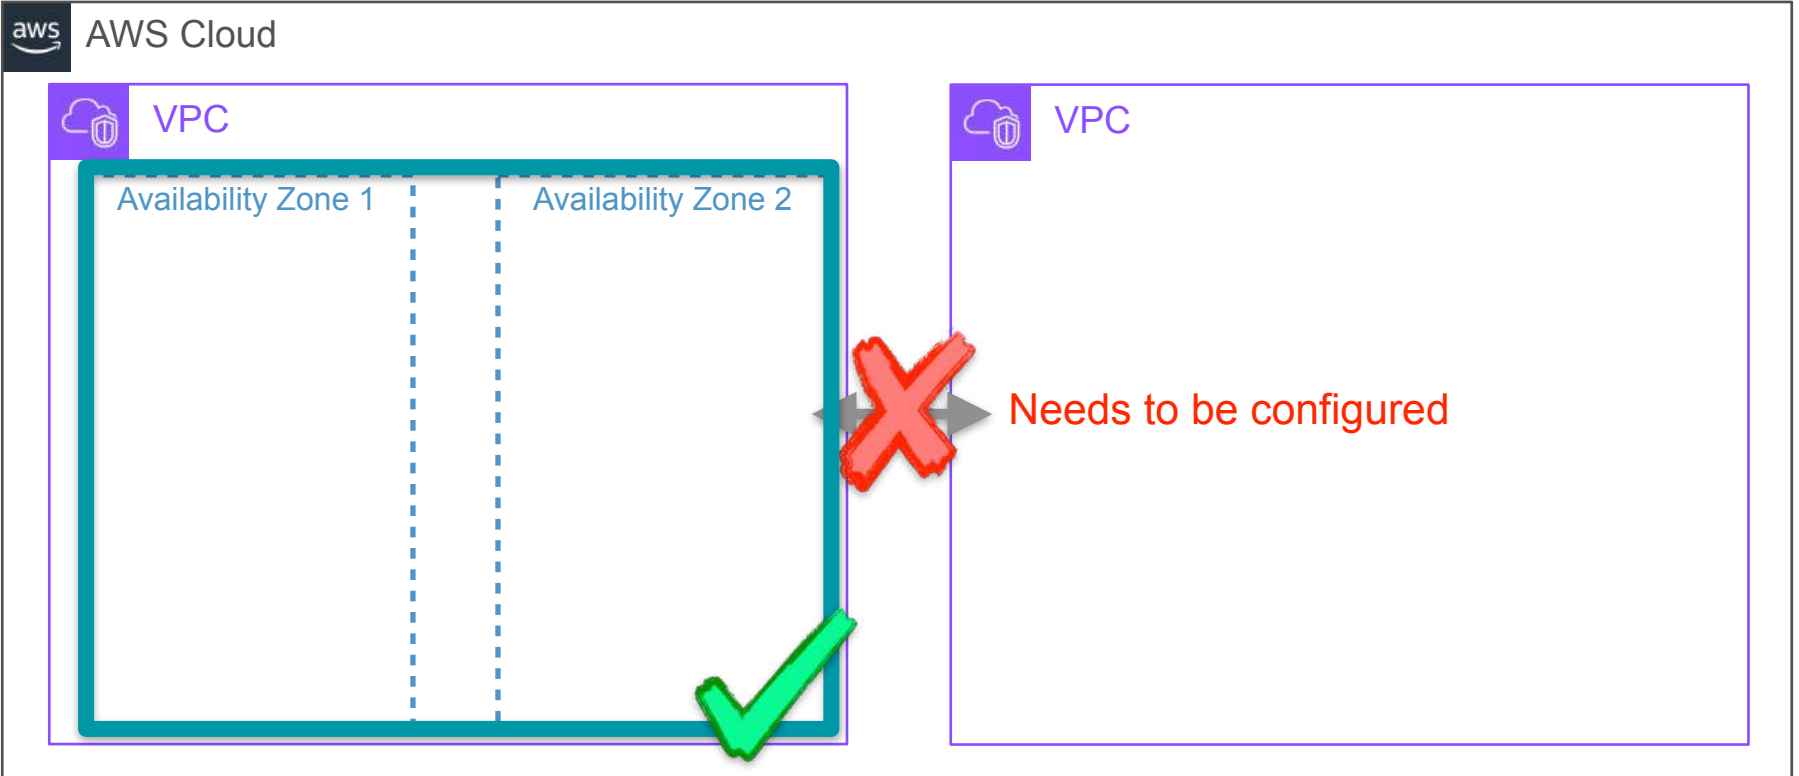 aws
AWS Cloud
VPC
VPC
Availability Zone 1
Availability Zone 2
Needs to be configured